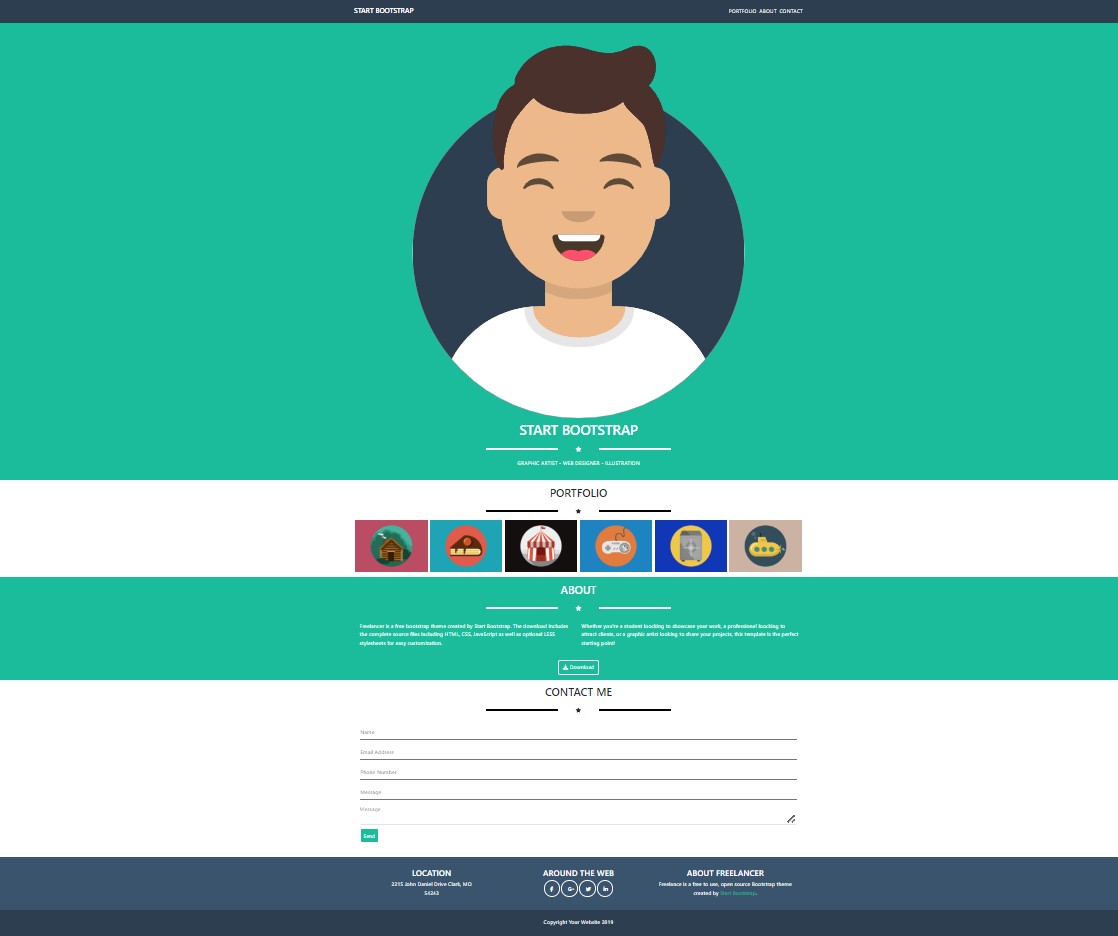 START BOOTSTRAP
PORTFOLIO ABOUT CONTACT
START BOOTSTRAP
GRAPHIC ARTIST - WEB DESIGNER - ILLUSTRATION
PORTFOLIO
ABOUT
Freelancer is a free bootstrap theme created by Start Bootstrap. The download includes
the complete source files including HTML, CSS, JavaScript as well as optional LESS
stylesheets for easy customization.
Whether you're a student loocking to showcase your work, a professional loocking to
attract clients, or a graphic artist looking to share your projects, this template is the perfect
starting point!
Download
CONTACT ME
Name
Email Address
Phone Number
Message
Message
Send
LOCATION
2215 John Daniel Drive Clark, MO
54243
AROUND THE WEB
f
G+
in
ABOUT FREELANCER
Freelance is a free to use, open source Bootstrap theme
created by Start Bootstrap.
Copyright Your Website 2019